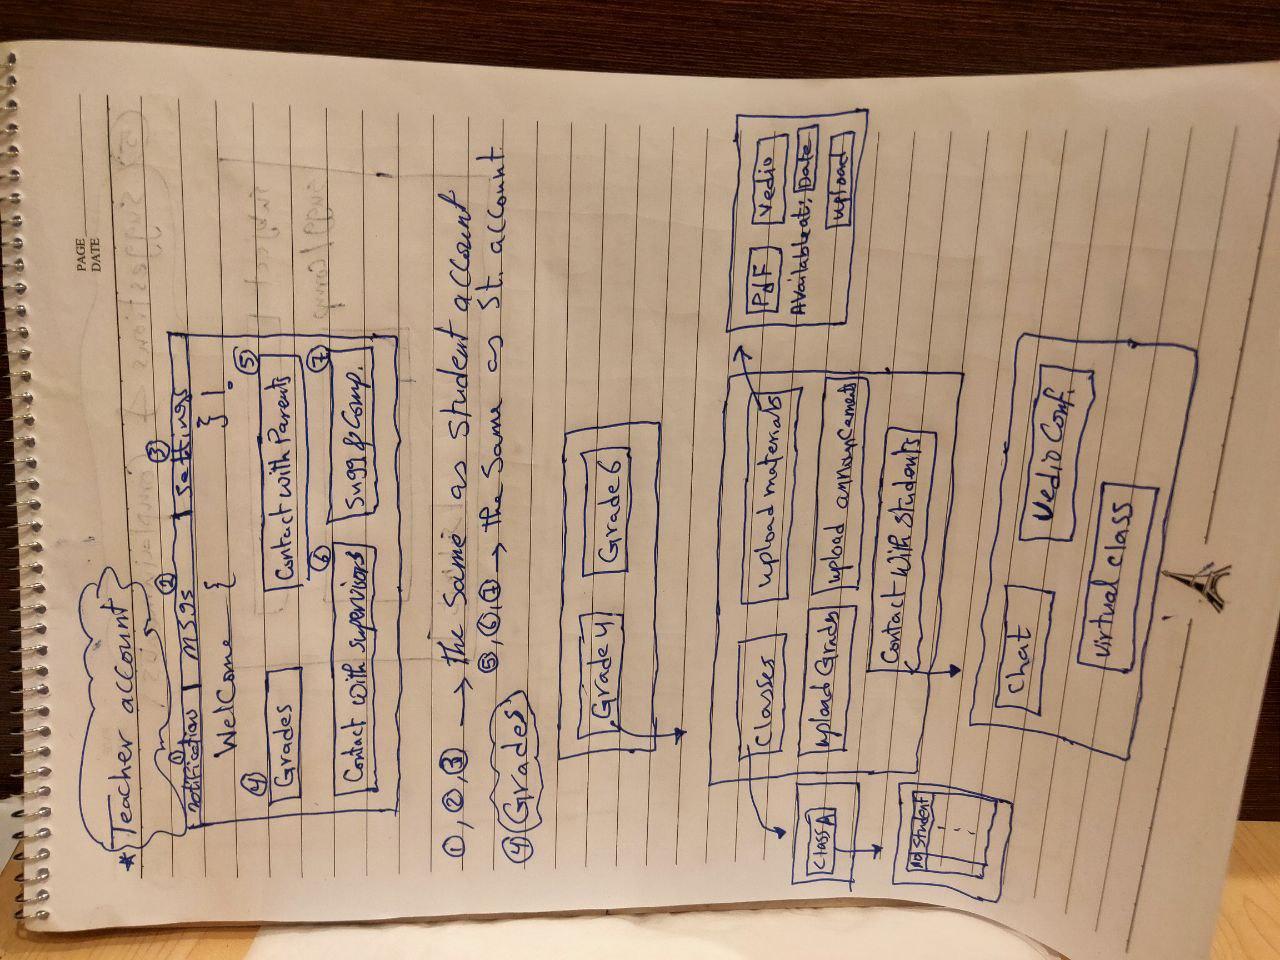 PAGE
DATE
* Teacher account
① ② ③
notification msgs settings
Welcome { } !.
④ ⑤
Grades Contact with Parents
⑥ ⑦
Contact with supervisors Sugg & Comp.
①, ②, ③ → the Same as student account
⑤, ⑥, ⑦ → the Same as St. account
④ Grades
Grade 4 Grade 6
Classes upload materials
upload Grades upload announcements
Contact with students
Pdf Vedio
Available at: Date
upload
Class A
no student
Chat Vedio Conf.
Virtual class